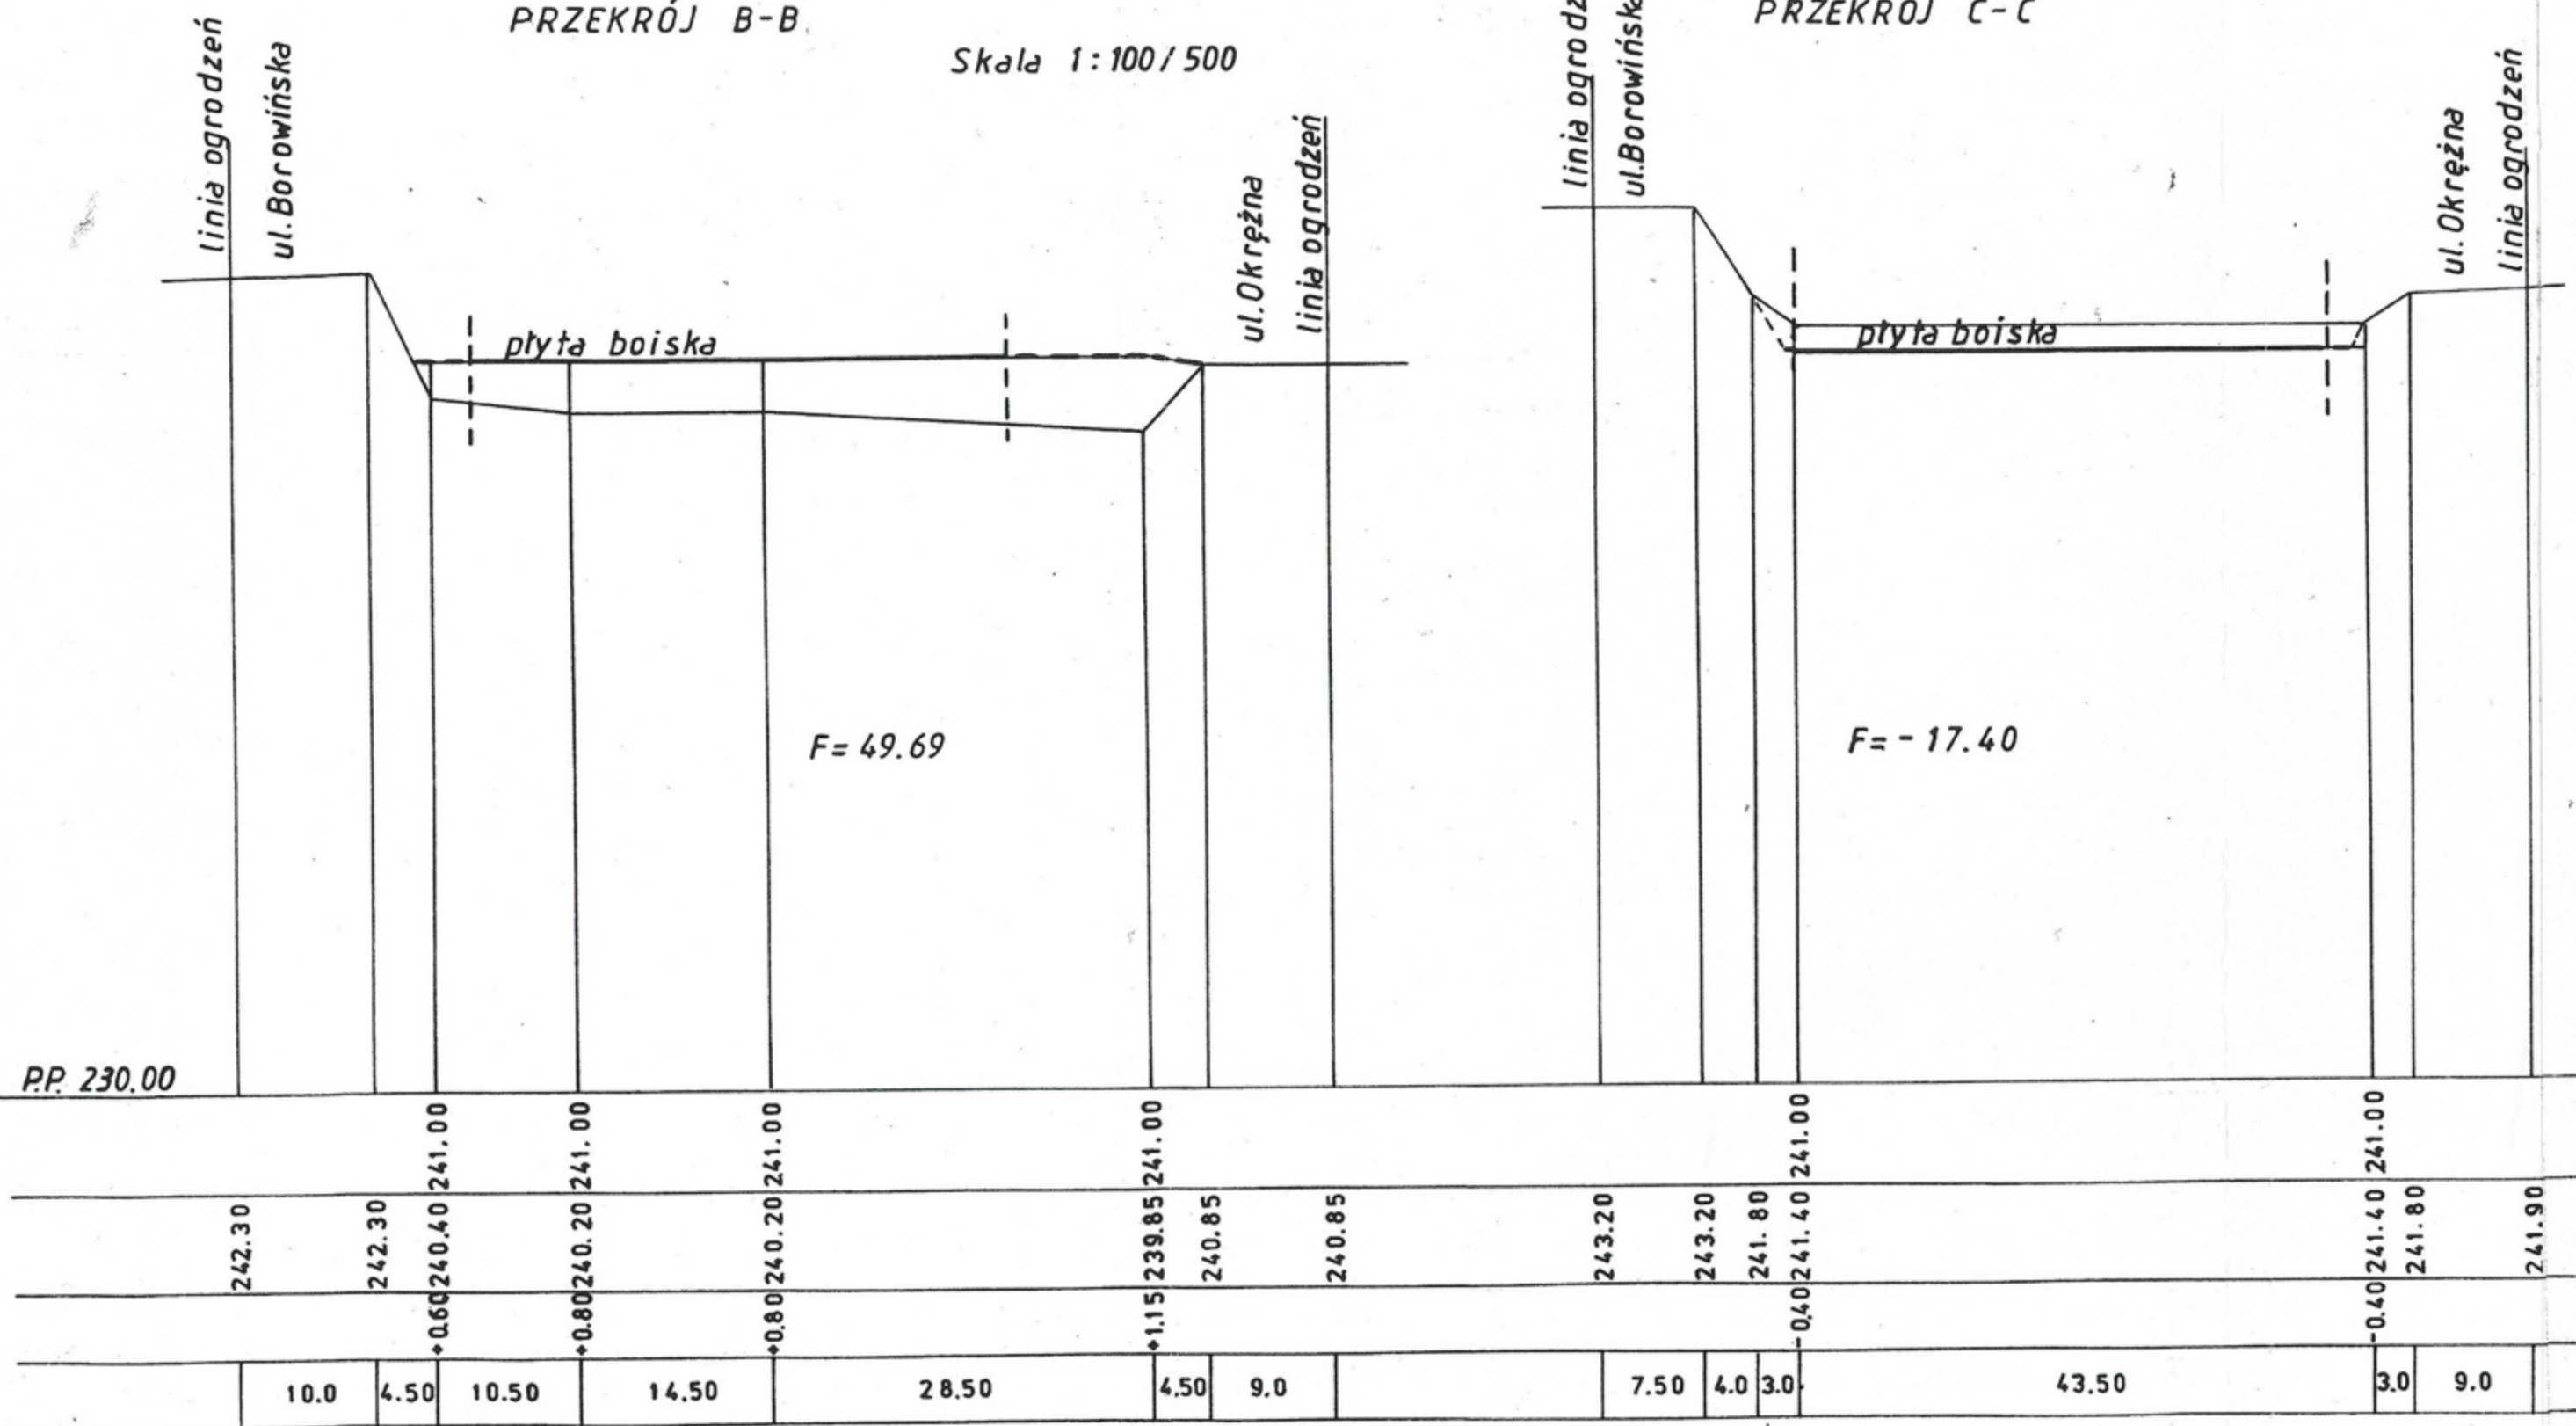 PRZEKRÓJ B-B
Skala 1:100/500
linia ogrodzeń
ul.Borowińska
płyta boiska
ul.Okrężna
linia ogrodzeń
F= 49.69
PRZEKRÓJ C-C
linia ogrodz
ul.Borowińska
płyta boiska
ul.Okrężna
linia ogrodzeń
F= - 17.40
P.P. 230.00
241.00 241.00 241.00 241.00 241.00 241.00
242.30 242.30 240.40 240.20 240.20 239.85 240.85 240.85 243.20 243.20 241.80 241.40 241.40 241.80 241.90
+0.60 +0.80 +0.80 +1.15 -0.40 -0.40
10.0 4.50 10.50 14.50 28.50 4.50 9.0 7.50 4.0 3.0 43.50 3.0 9.0